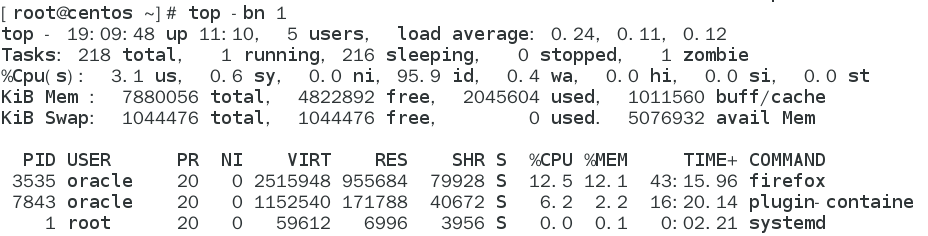 [root@centos ~]# top -bn 1
top - 19:09:48 up 11:10,  5 users,  load average: 0.24, 0.11, 0.12
Tasks: 218 total,   1 running, 216 sleeping,   0 stopped,   1 zombie
%Cpu(s):  3.1 us,  0.6 sy,  0.0 ni, 95.9 id,  0.4 wa,  0.0 hi,  0.0 si,  0.0 st
KiB Mem :  7880056 total,  4822892 free,  2045604 used,  1011560 buff/cache
KiB Swap:  1044476 total,  1044476 free,        0 used.  5076932 avail Mem
  PID USER      PR  NI    VIRT    RES    SHR S  %CPU %MEM     TIME+ COMMAND
 3535 oracle    20   0 2515948 955684  79928 S  12.5 12.1  43:15.96 firefox
 7843 oracle    20   0 1152540 171788  40672 S   6.2  2.2  16:20.14 plugin-containe
    1 root      20   0   59612   6996   3956 S   0.0  0.1   0:02.21 systemd